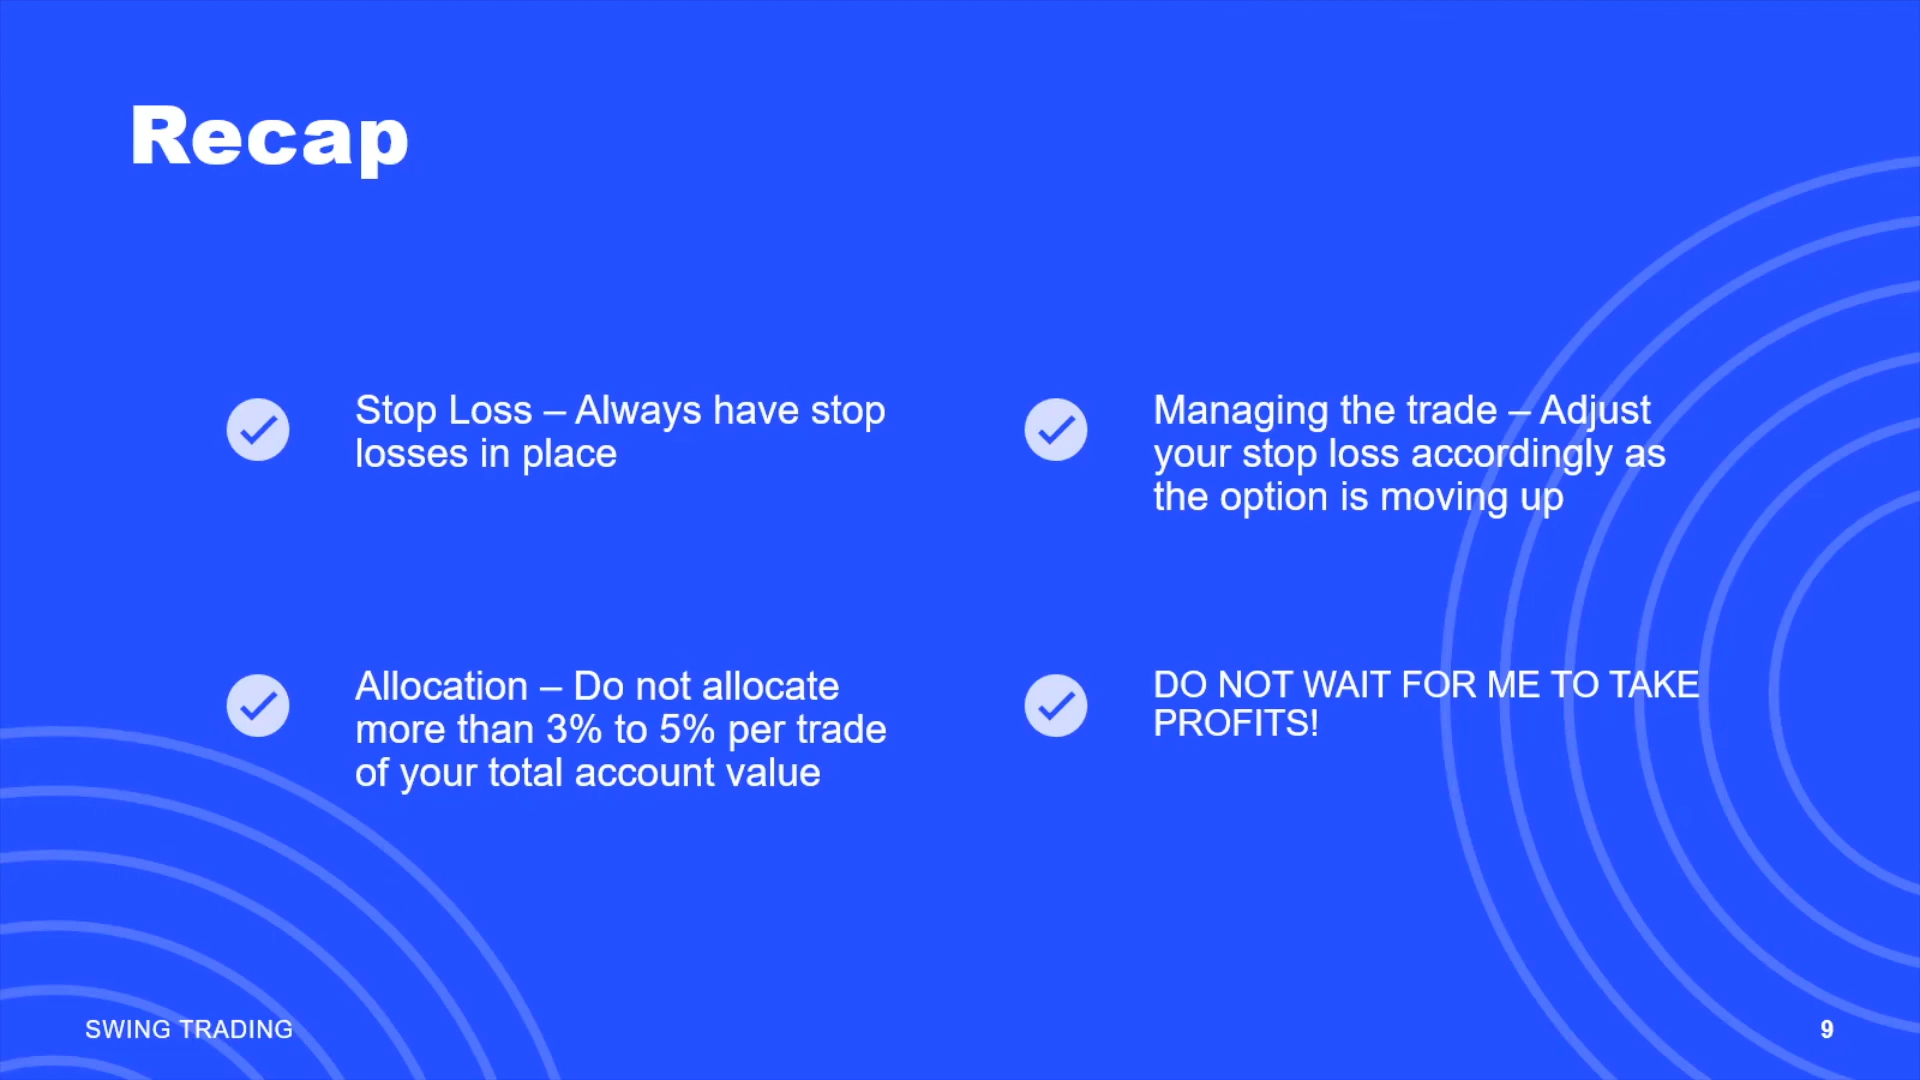 Recap
Stop Loss – Always have stop
losses in place
Managing the trade – Adjust
your stop loss accordingly as
the option is moving up
Allocation – Do not allocate
more than 3% to 5% per trade
of your total account value
DO NOT WAIT FOR ME TO TAKE
PROFITS!
SWING TRADING
9